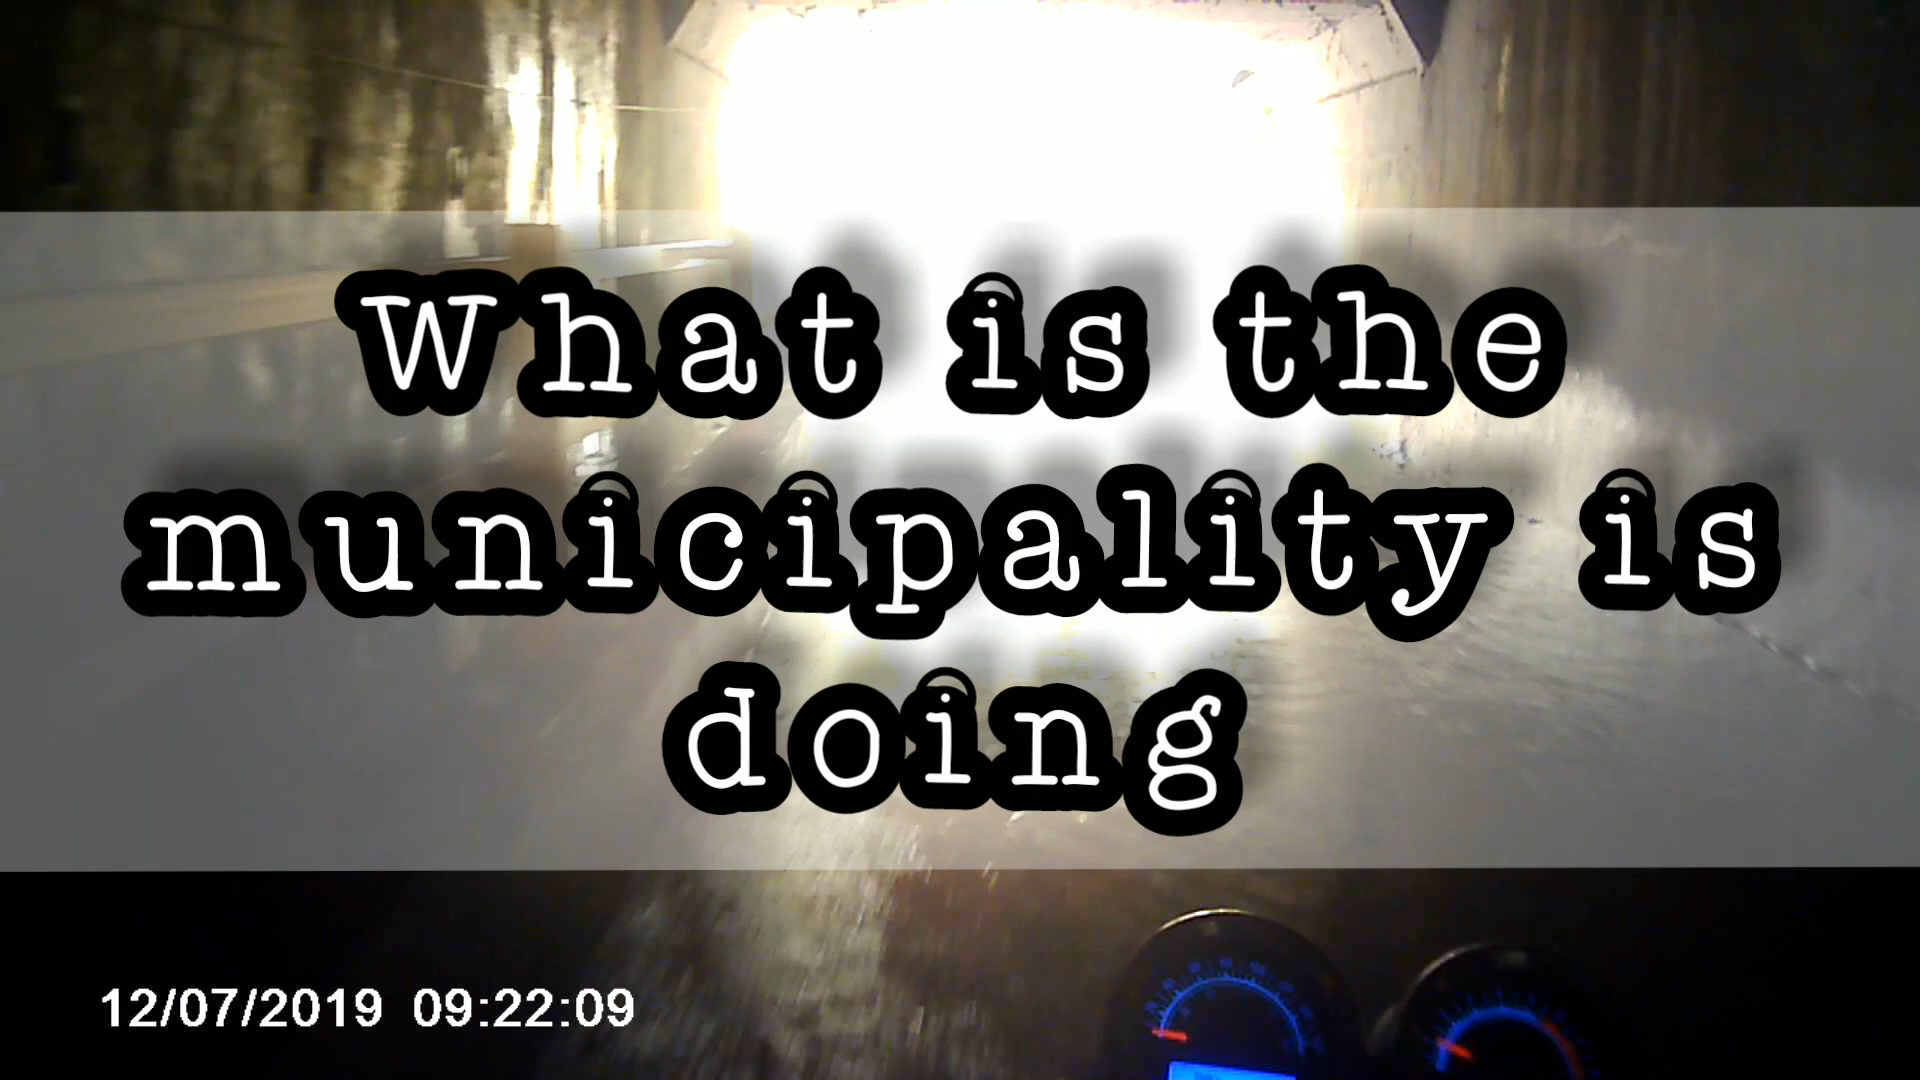 What is the
municipality is
doing
12/07/2019 09:22:09